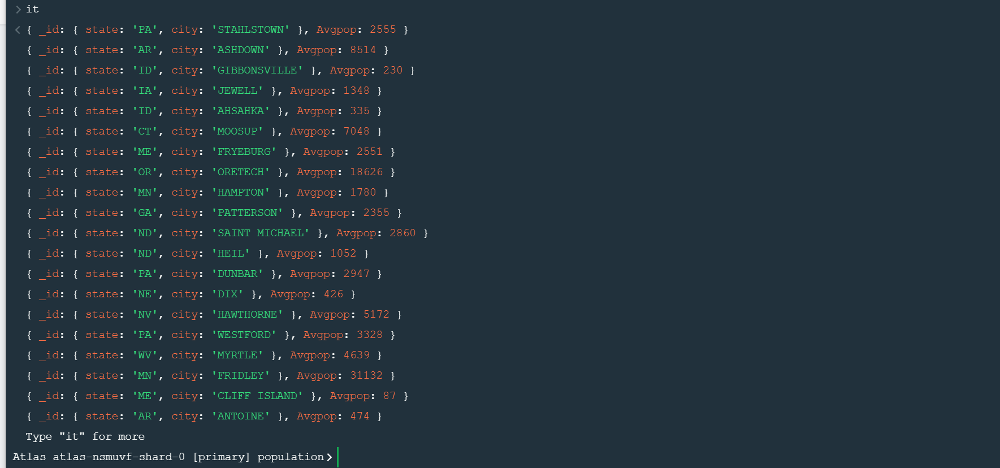 > it
< { _id: { state: 'PA', city: 'STAHLSTOWN' }, Avgpop: 2555 }
{ _id: { state: 'AR', city: 'ASHDOWN' }, Avgpop: 8514 }
{ _id: { state: 'ID', city: 'GIBBONSVILLE' }, Avgpop: 230 }
{ _id: { state: 'IA', city: 'JEWELL' }, Avgpop: 1348 }
{ _id: { state: 'ID', city: 'AHSAHKA' }, Avgpop: 335 }
{ _id: { state: 'CT', city: 'MOOSUP' }, Avgpop: 7048 }
{ _id: { state: 'ME', city: 'FRYEBURG' }, Avgpop: 2551 }
{ _id: { state: 'OR', city: 'ORETECH' }, Avgpop: 18626 }
{ _id: { state: 'MN', city: 'HAMPTON' }, Avgpop: 1780 }
{ _id: { state: 'GA', city: 'PATTERSON' }, Avgpop: 2355 }
{ _id: { state: 'ND', city: 'SAINT MICHAEL' }, Avgpop: 2860 }
{ _id: { state: 'ND', city: 'HEIL' }, Avgpop: 1052 }
{ _id: { state: 'PA', city: 'DUNBAR' }, Avgpop: 2947 }
{ _id: { state: 'NE', city: 'DIX' }, Avgpop: 426 }
{ _id: { state: 'NV', city: 'HAWTHORNE' }, Avgpop: 5172 }
{ _id: { state: 'PA', city: 'WESTFORD' }, Avgpop: 3328 }
{ _id: { state: 'WV', city: 'MYRTLE' }, Avgpop: 4639 }
{ _id: { state: 'MN', city: 'FRIDLEY' }, Avgpop: 31132 }
{ _id: { state: 'ME', city: 'CLIFF ISLAND' }, Avgpop: 87 }
{ _id: { state: 'AR', city: 'ANTOINE' }, Avgpop: 474 }
Type "it" for more
Atlas atlas-nsmuvf-shard-0 [primary] population>